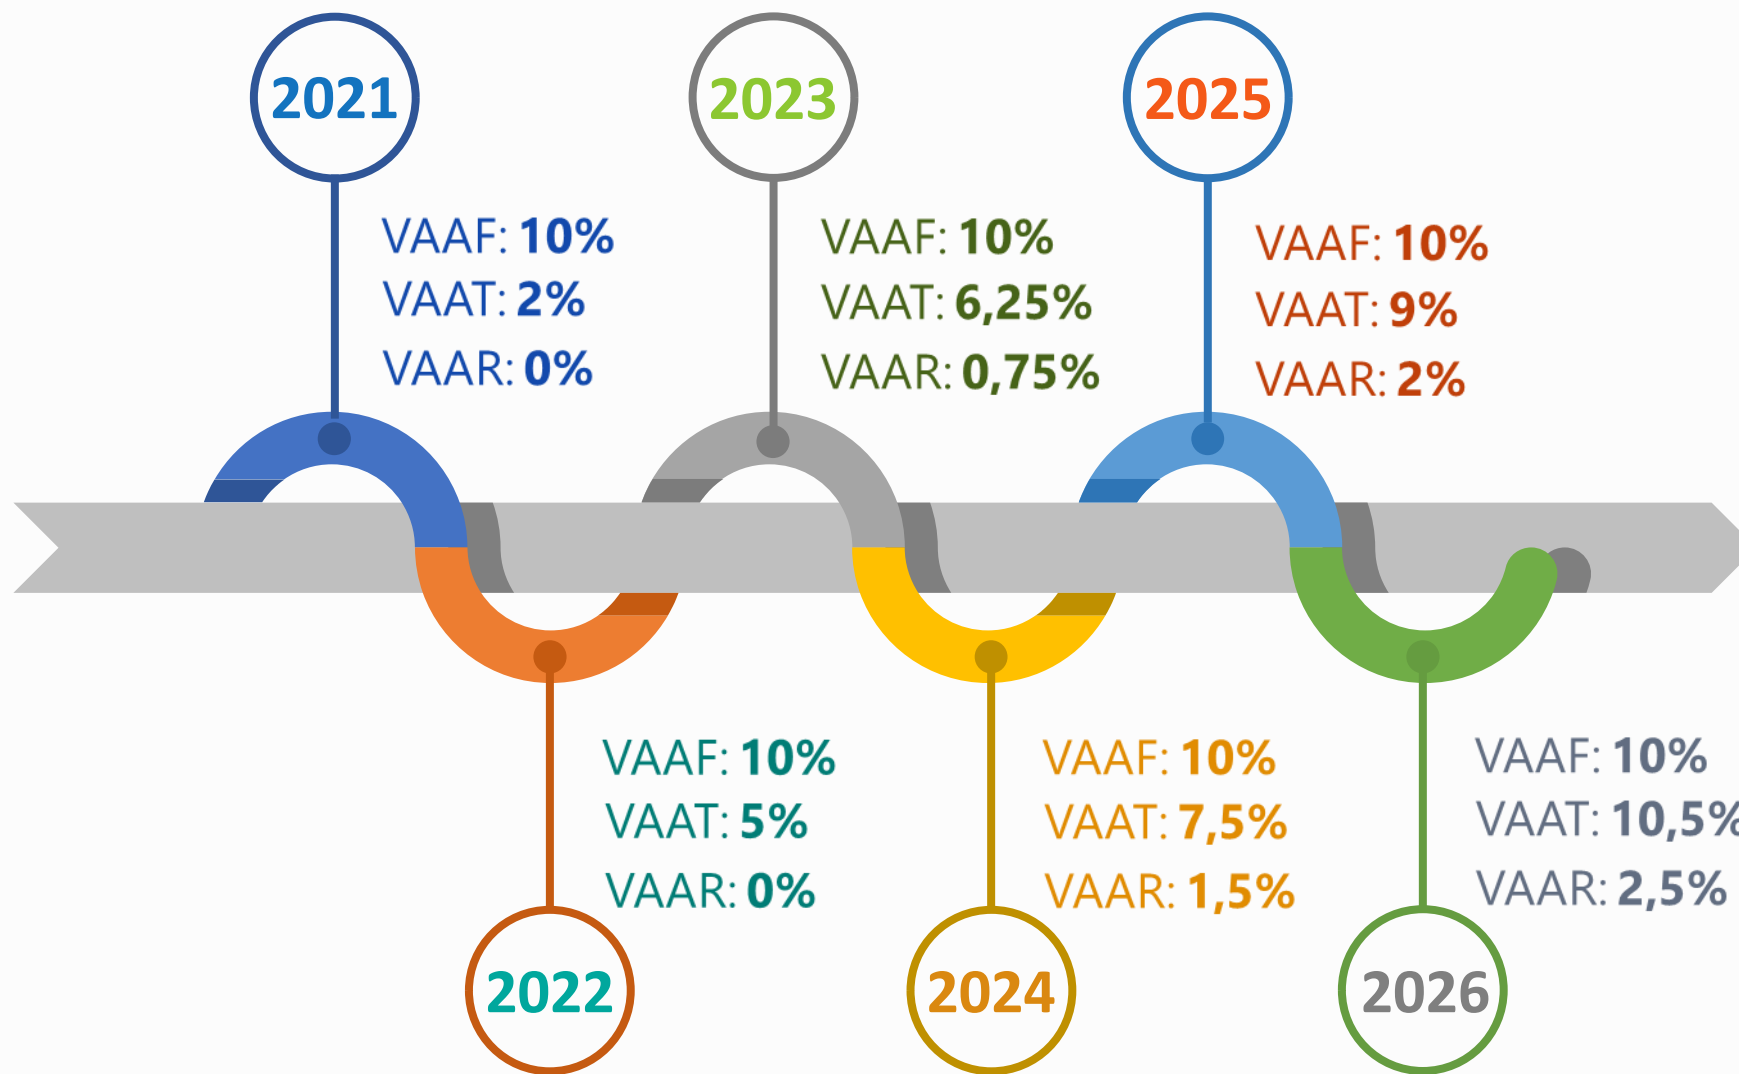 2021
VAAF: 10%
VAAT: 2%
VAAR: 0%
2023
VAAF: 10%
VAAT: 6,25%
VAAR: 0,75%
2025
VAAF: 10%
VAAT: 9%
VAAR: 2%
VAAF: 10%
VAAT: 5%
VAAR: 0%
2022
VAAF: 10%
VAAT: 7,5%
VAAR: 1,5%
2024
VAAF: 10%
VAAT: 10,5%
VAAR: 2,5%
2026